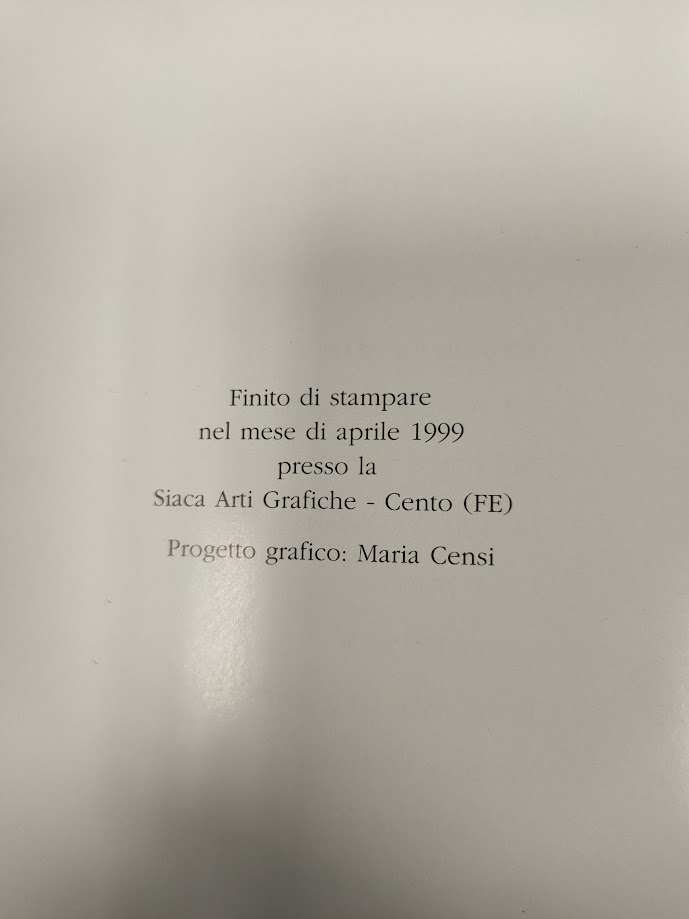 Finito di stampare
nel mese di aprile 1999
presso la
Siaca Arti Grafiche - Cento (FE)
Progetto grafico: Maria Censi